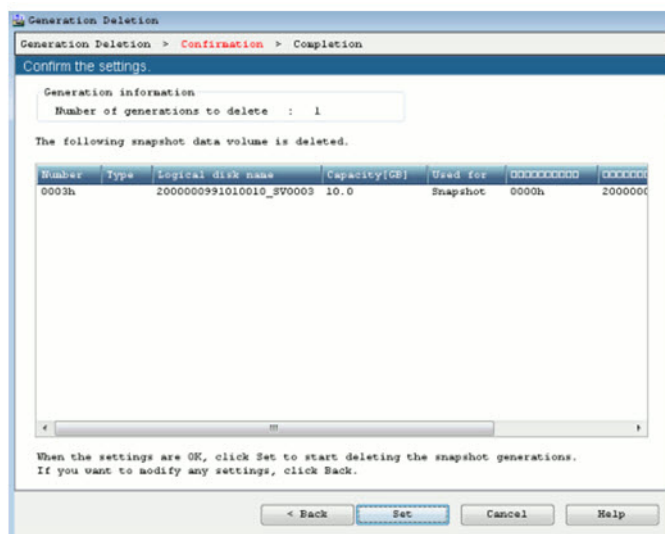 Generation Deletion
Generation Deletion > Confirmation > Completion
Confirm the settings.
Generation information
Number of generations to delete : 1
The following snapshot data volume is deleted.
Number Type Logical disk name Capacity[GB] Used for □□□□□□□□□□ □□□□□□□
0003h 2000000991010010_SV0003 10.0 Snapshot 0000h 2000000
When the settings are OK, click Set to start deleting the snapshot generations.
If you want to modify any settings, click Back.
< Back Set Cancel Help